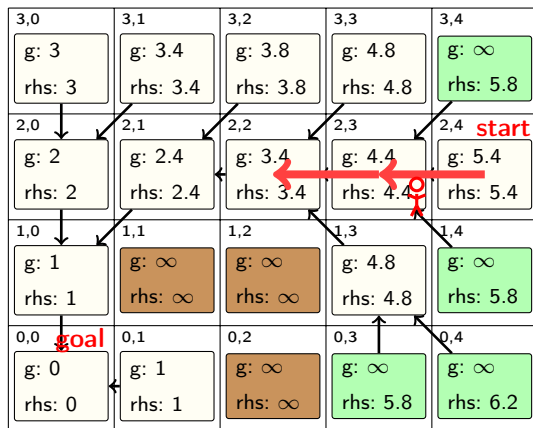 3,0 3,1 3,2 3,3 3,4
g: 3 g: 3.4 g: 3.8 g: 4.8 g: ∞
rhs: 3 rhs: 3.4 rhs: 3.8 rhs: 4.8 rhs: 5.8
2,0 2,1 2,2 2,3 2,4 start
g: 2 g: 2.4 g: 3.4 g: 4.4 g: 5.4
rhs: 2 rhs: 2.4 rhs: 3.4 rhs: 4.4 rhs: 5.4
1,0 1,1 1,2 1,3 1,4
g: 1 g: ∞ g: ∞ g: 4.8 g: ∞
rhs: 1 rhs: ∞ rhs: ∞ rhs: 4.8 rhs: 5.8
0,0 goal 0,1 0,2 0,3 0,4
g: 0 g: 1 g: ∞ g: ∞ g: ∞
rhs: 0 rhs: 1 rhs: ∞ rhs: 5.8 rhs: 6.2